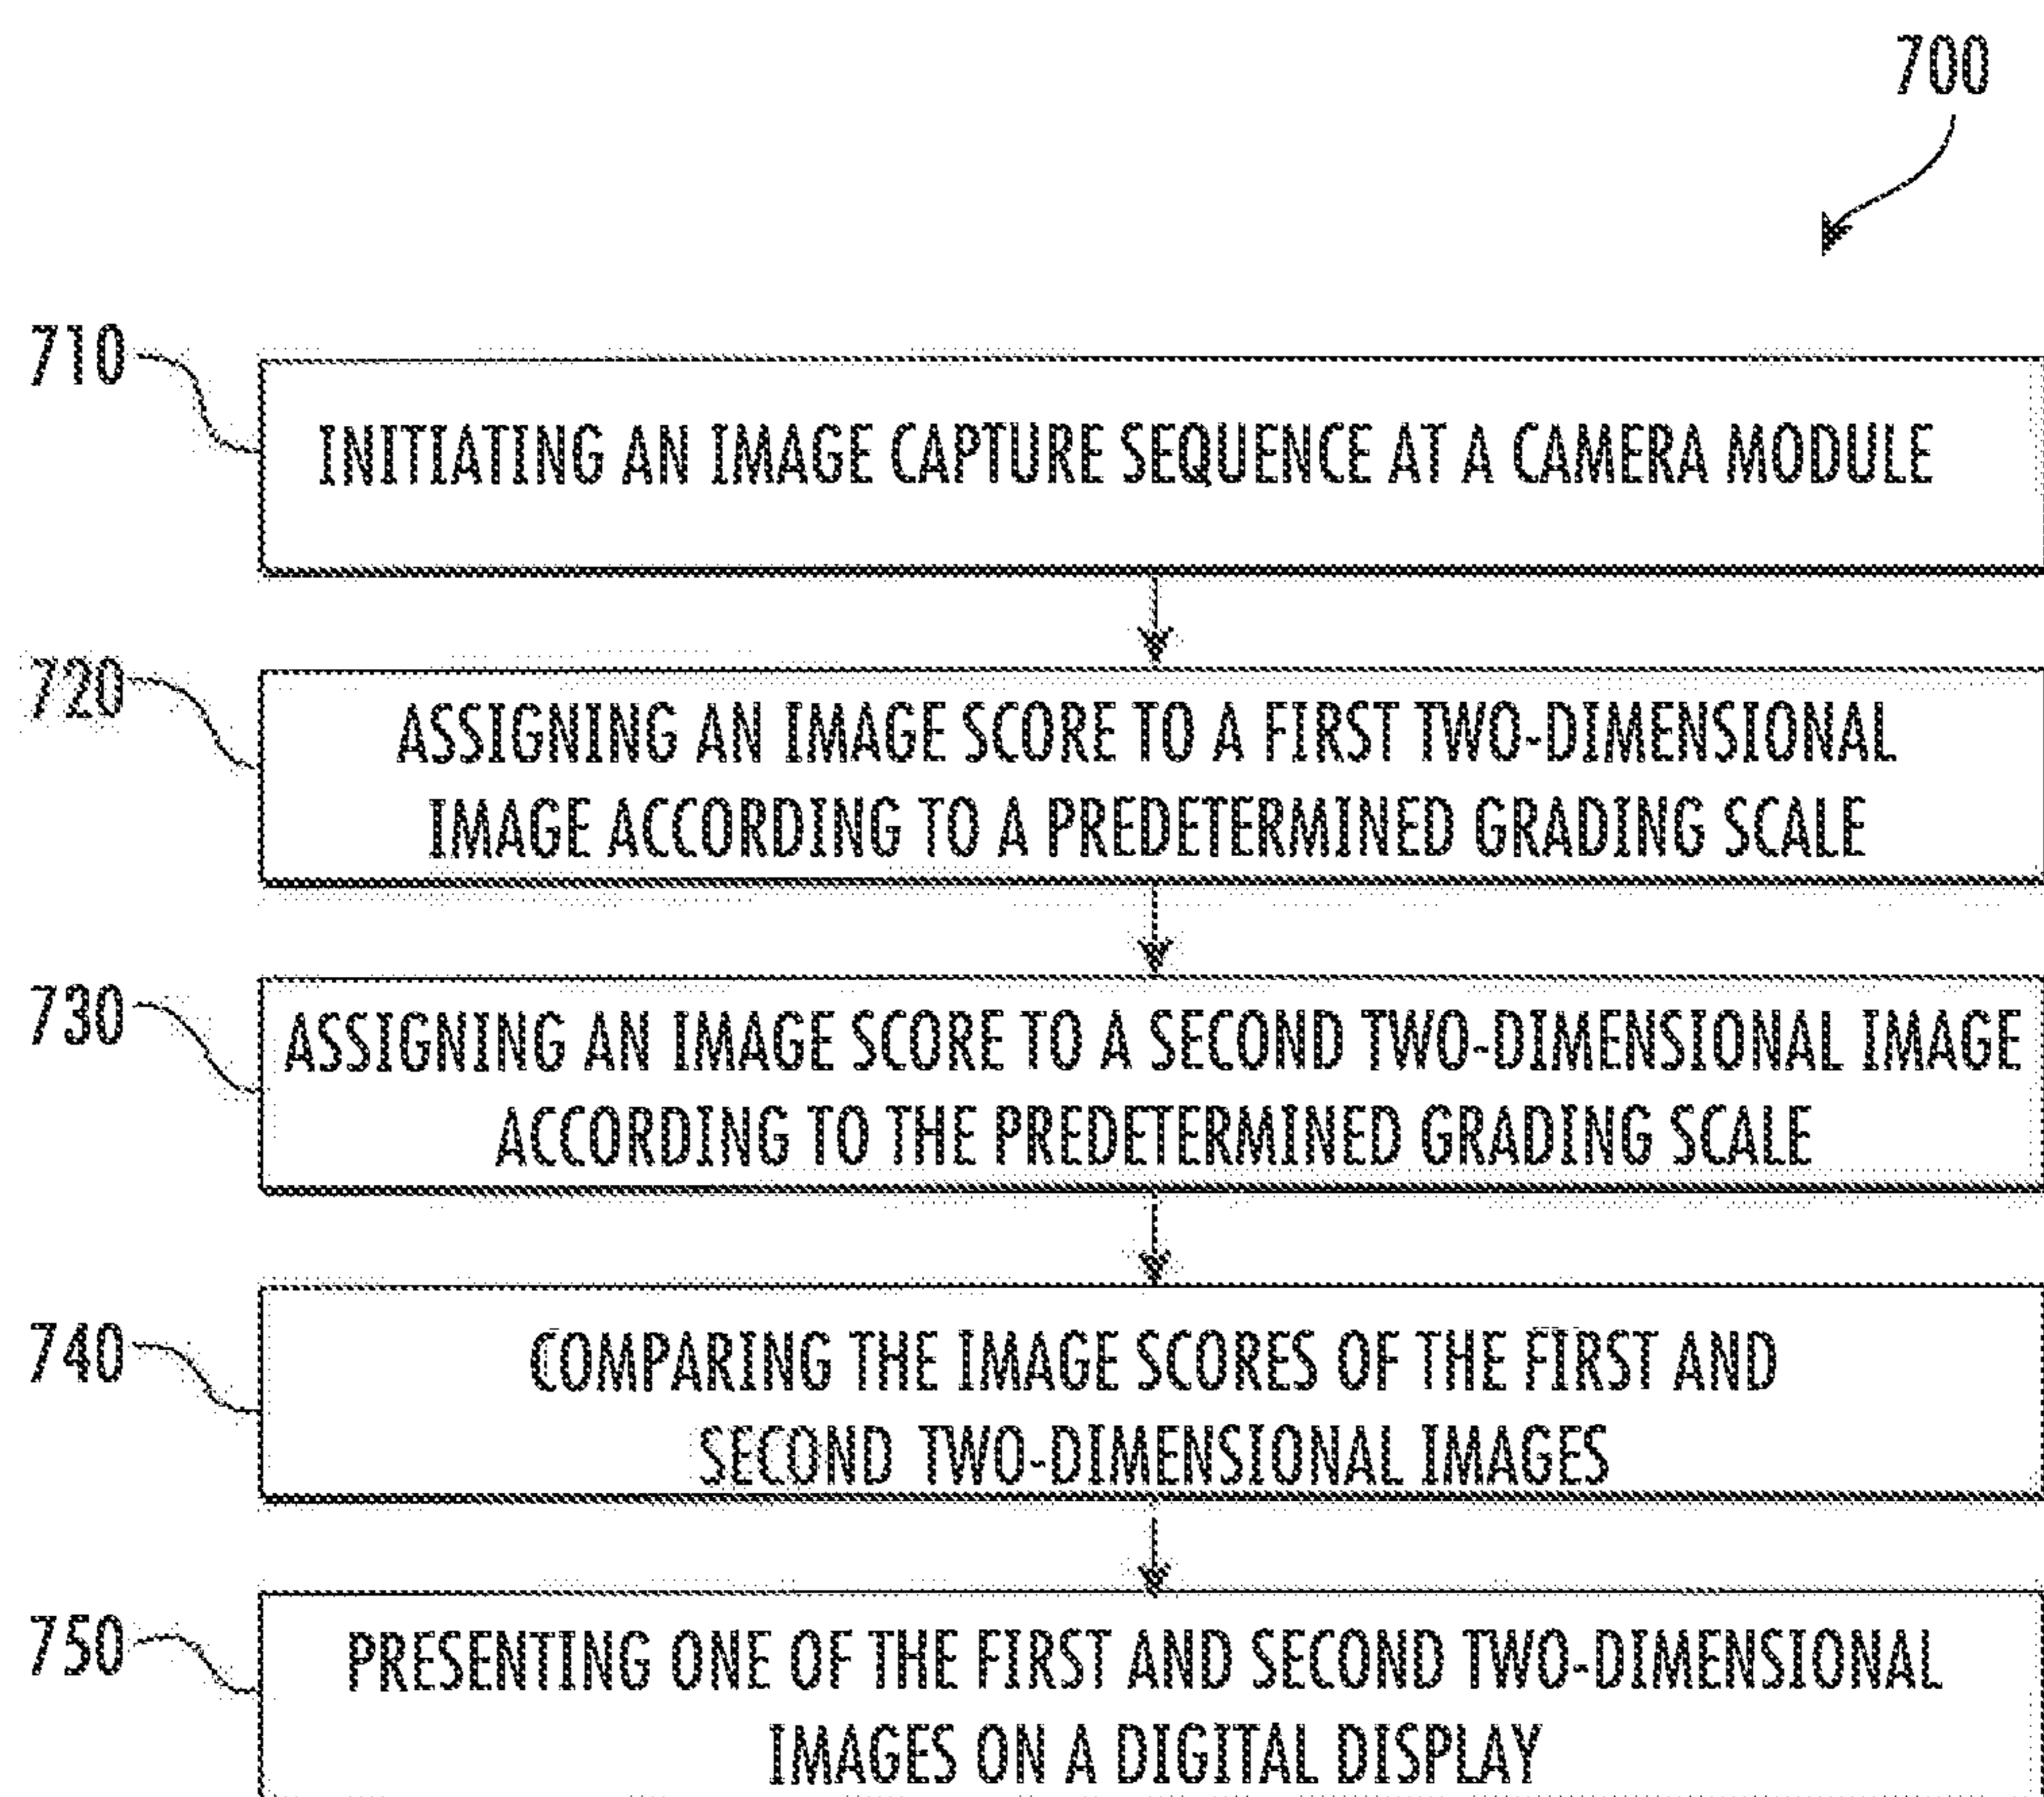 700
710
INITIATING AN IMAGE CAPTURE SEQUENCE AT A CAMERA MODULE
720
ASSIGNING AN IMAGE SCORE TO A FIRST TWO-DIMENSIONAL
IMAGE ACCORDING TO A PREDETERMINED GRADING SCALE
730
ASSIGNING AN IMAGE SCORE TO A SECOND TWO-DIMENSIONAL IMAGE
ACCORDING TO THE PREDETERMINED GRADING SCALE
740
COMPARING THE IMAGE SCORES OF THE FIRST AND
SECOND TWO-DIMENSIONAL IMAGES
750
PRESENTING ONE OF THE FIRST AND SECOND TWO-DIMENSIONAL
IMAGES ON A DIGITAL DISPLAY